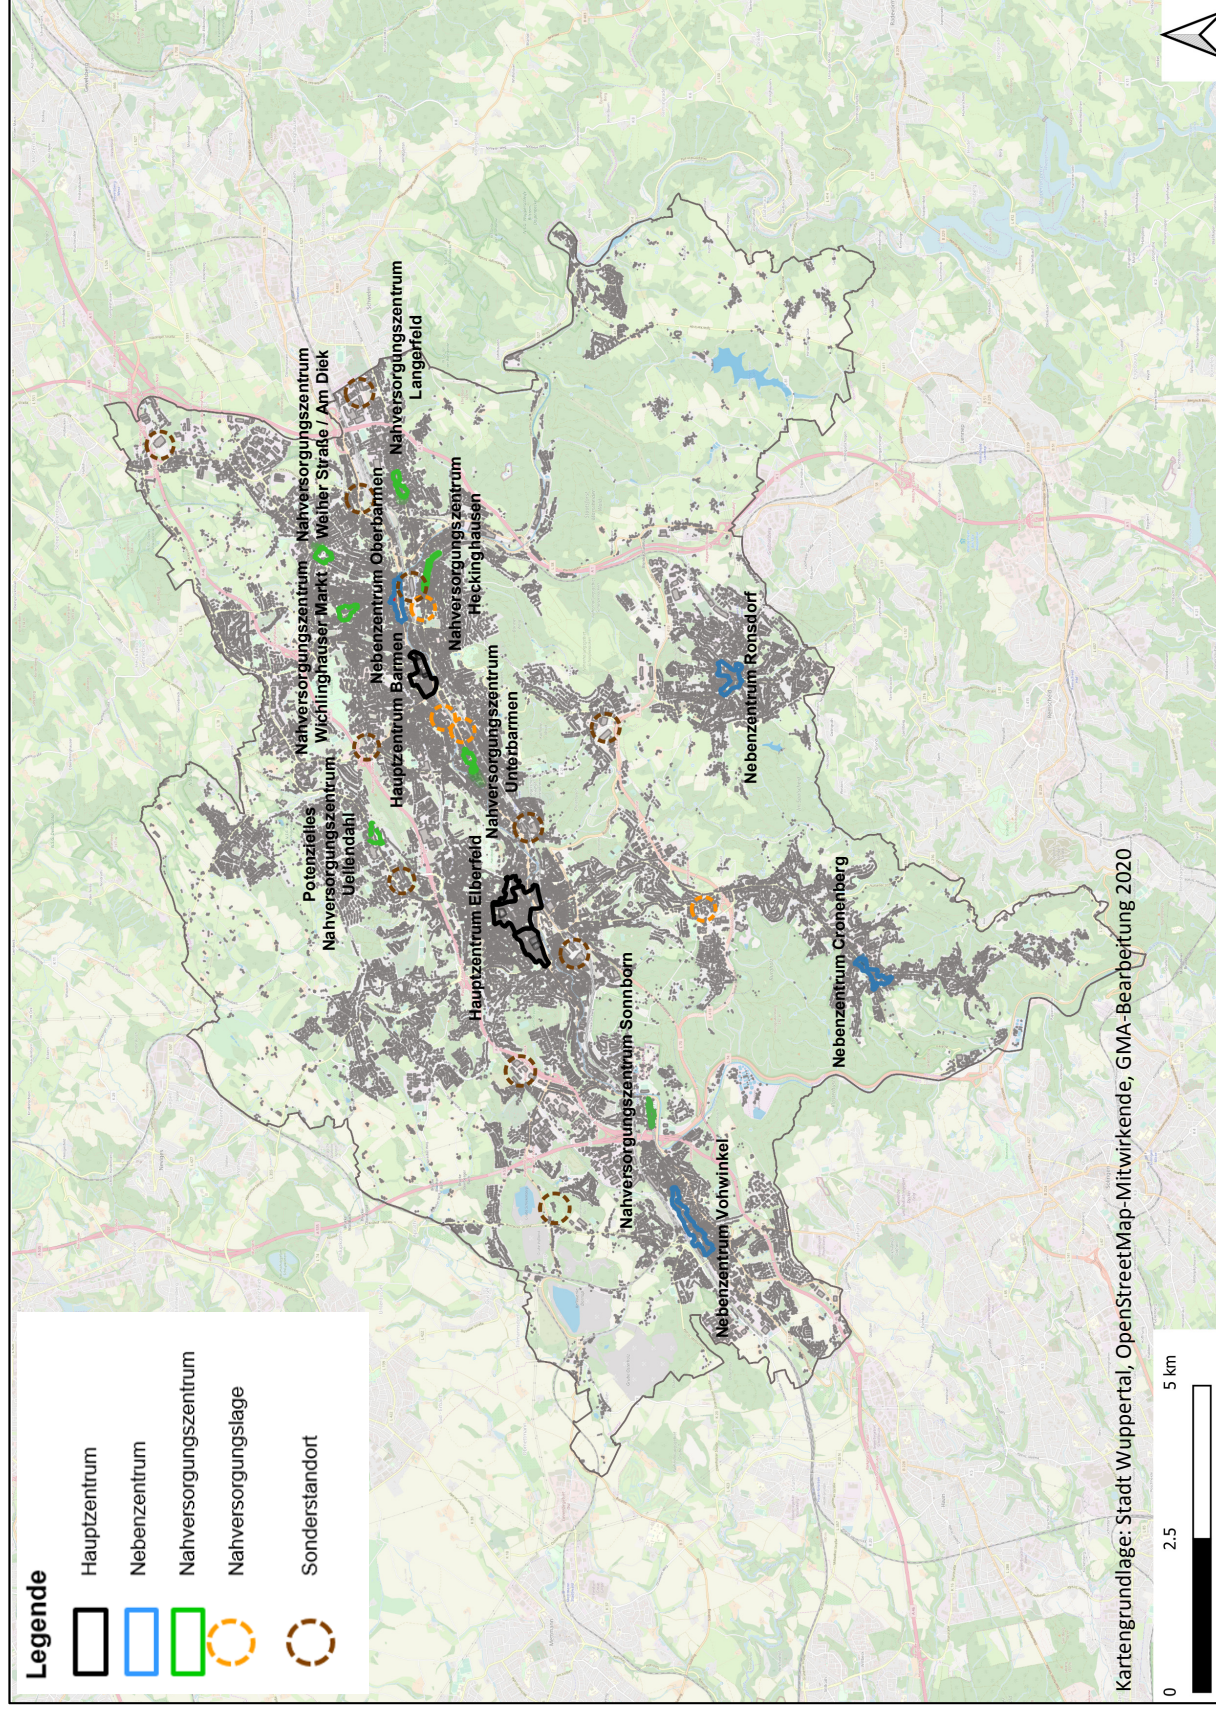 Legende
Hauptzentrum
Nebenzentrum
Nahversorgungszentrum
Nahversorgungslage
Sonderstandort
Nahversorgungszentrum
Wichlinghauser Markt
Nahversorgungszentrum
Weiher Straße / Am Diek
Potenzielles
Nahversorgungszentrum
Uellendahl
Nebenzentrum Oberbarmen
Hauptzentrum Barmen
Nahversorgungszentrum
Langerfeld
Nahversorgungszentrum
Heckinghausen
Hauptzentrum Elberfeld
Nahversorgungszentrum
Unterbarmen
Nahversorgungszentrum Sonnborn
Nebenzentrum Vohwinkel
Nebenzentrum Ronsdorf
Nebenzentrum Cronenberg
Kartengrundlage: Stadt Wuppertal, OpenStreetMap-Mitwirkende, GMA-Bearbeitung 2020
0 2.5 5 km